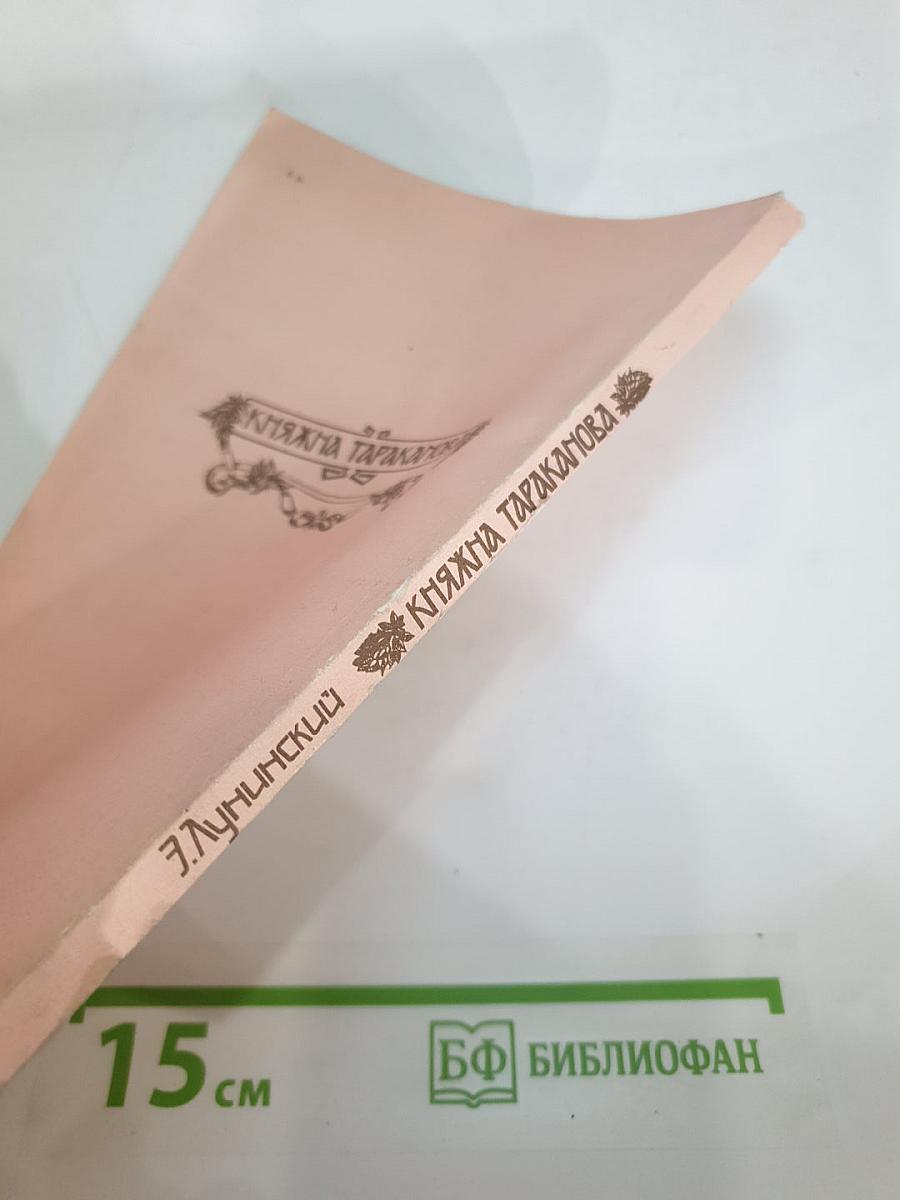 КНЯЖНА ТАРАКАНОВА
Э.Лунинский КНЯЖНА ТАРАКАНОВА
15 см
БФ БИБЛИОФАН